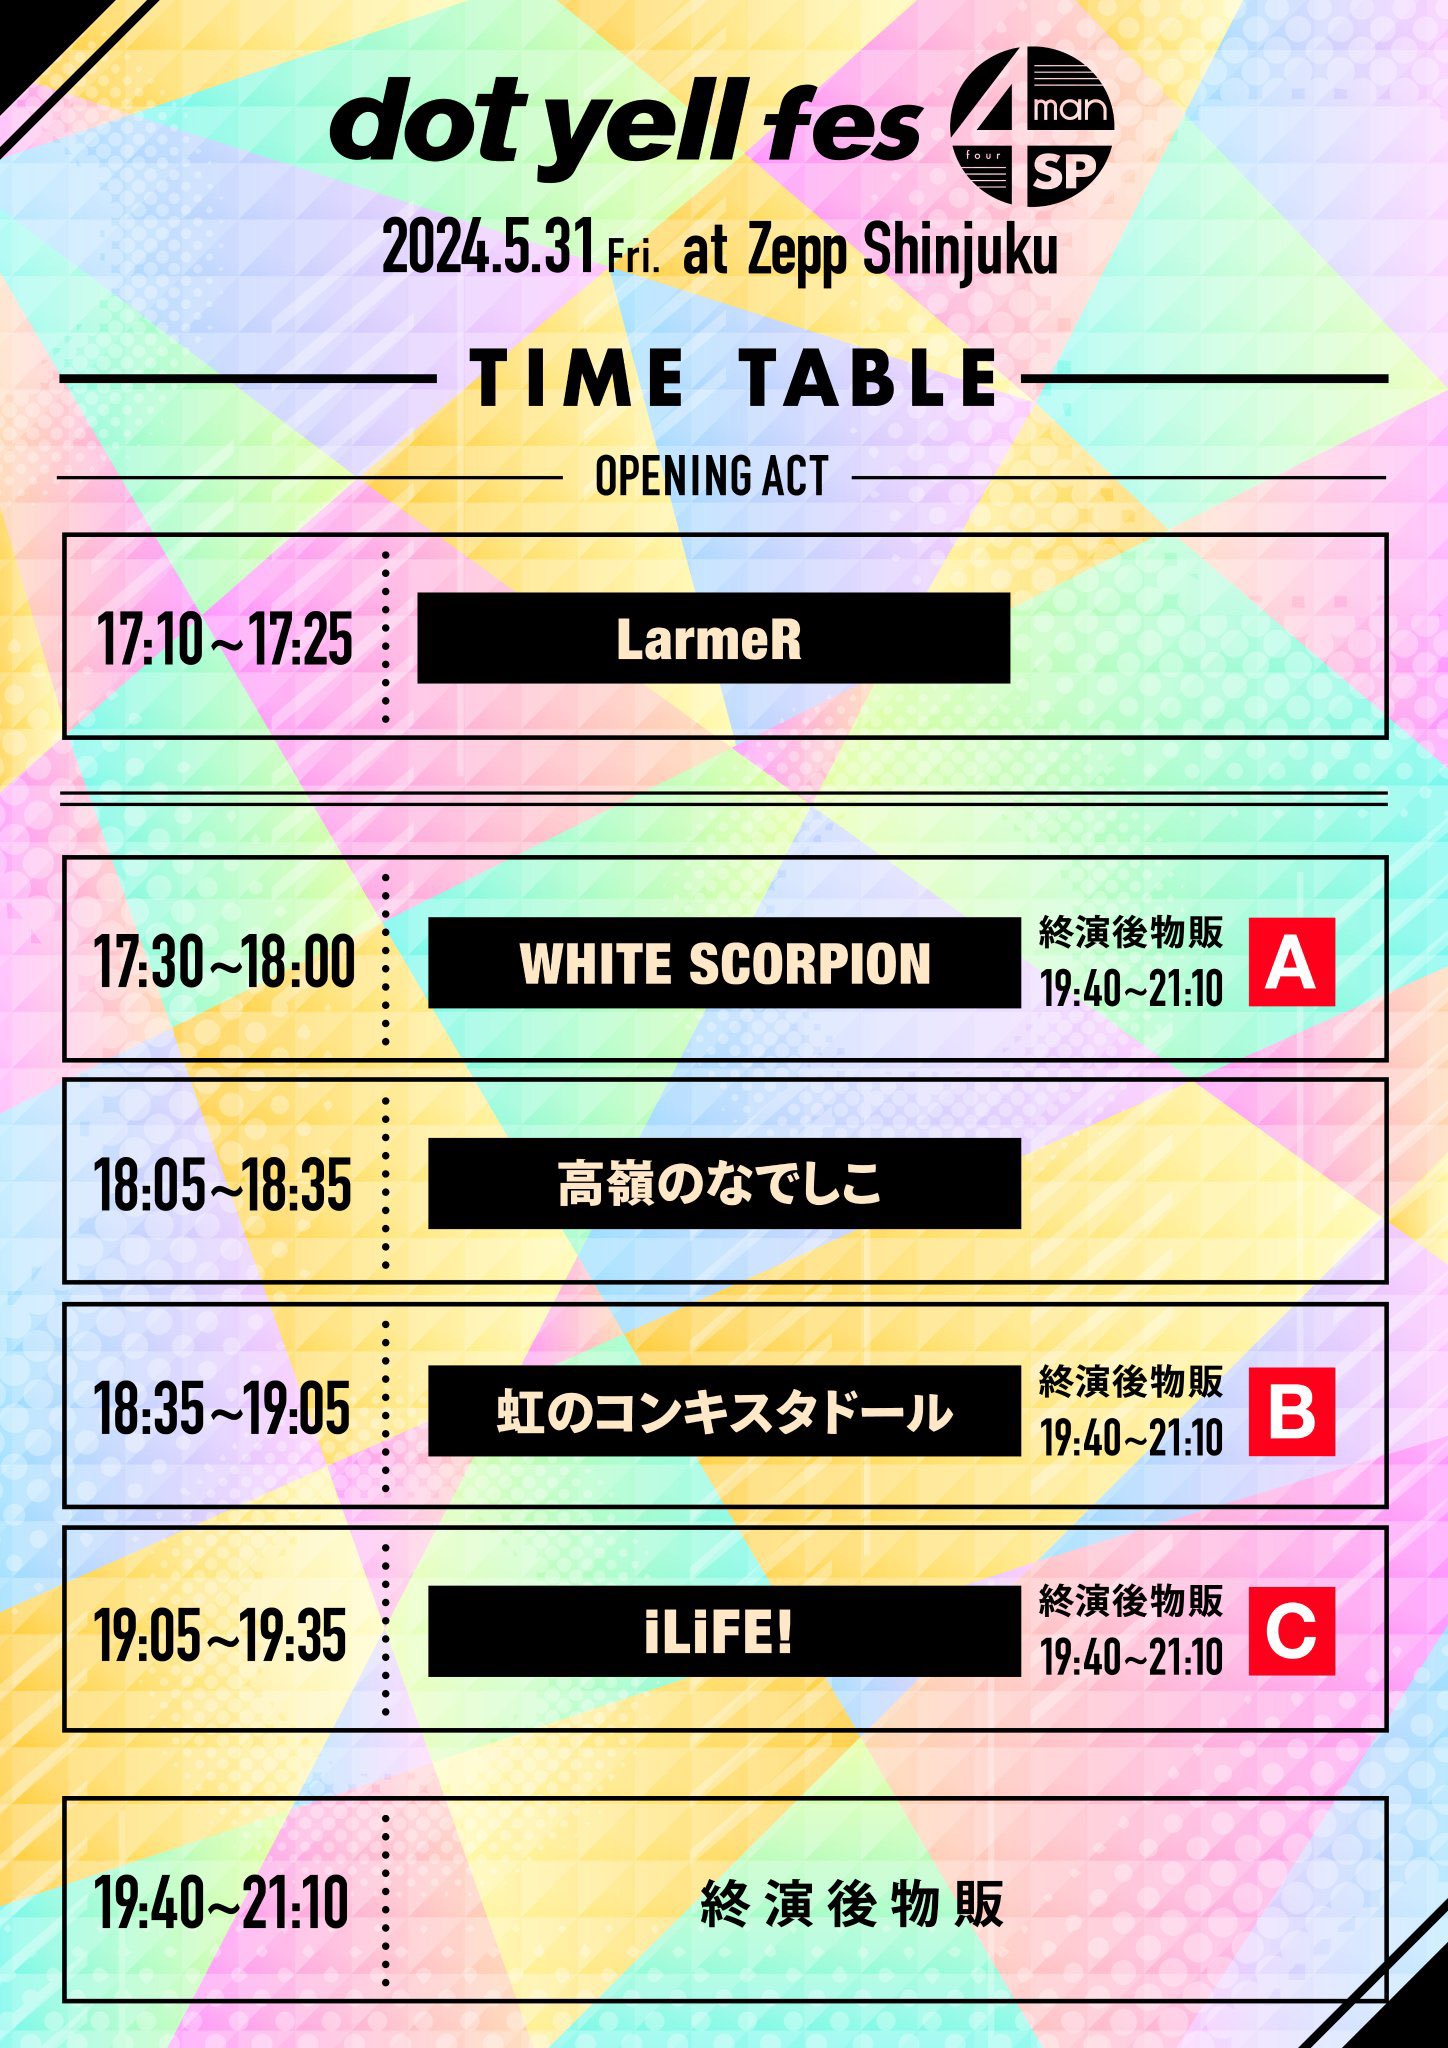 dot yell fes 4 man four SP
2024.5.31 Fri. at Zepp Shinjuku
TIME TABLE
OPENING ACT
17:10~17:25 LarmeR
17:30~18:00 WHITE SCORPION 終演後物販 A
19:40~21:10
18:05~18:35 高嶺のなでしこ
18:35~19:05 虹のコンキスタドール 終演後物販 B
19:40~21:10
19:05~19:35 iLiFE! 終演後物販 C
19:40~21:10
19:40~21:10 終演後物販